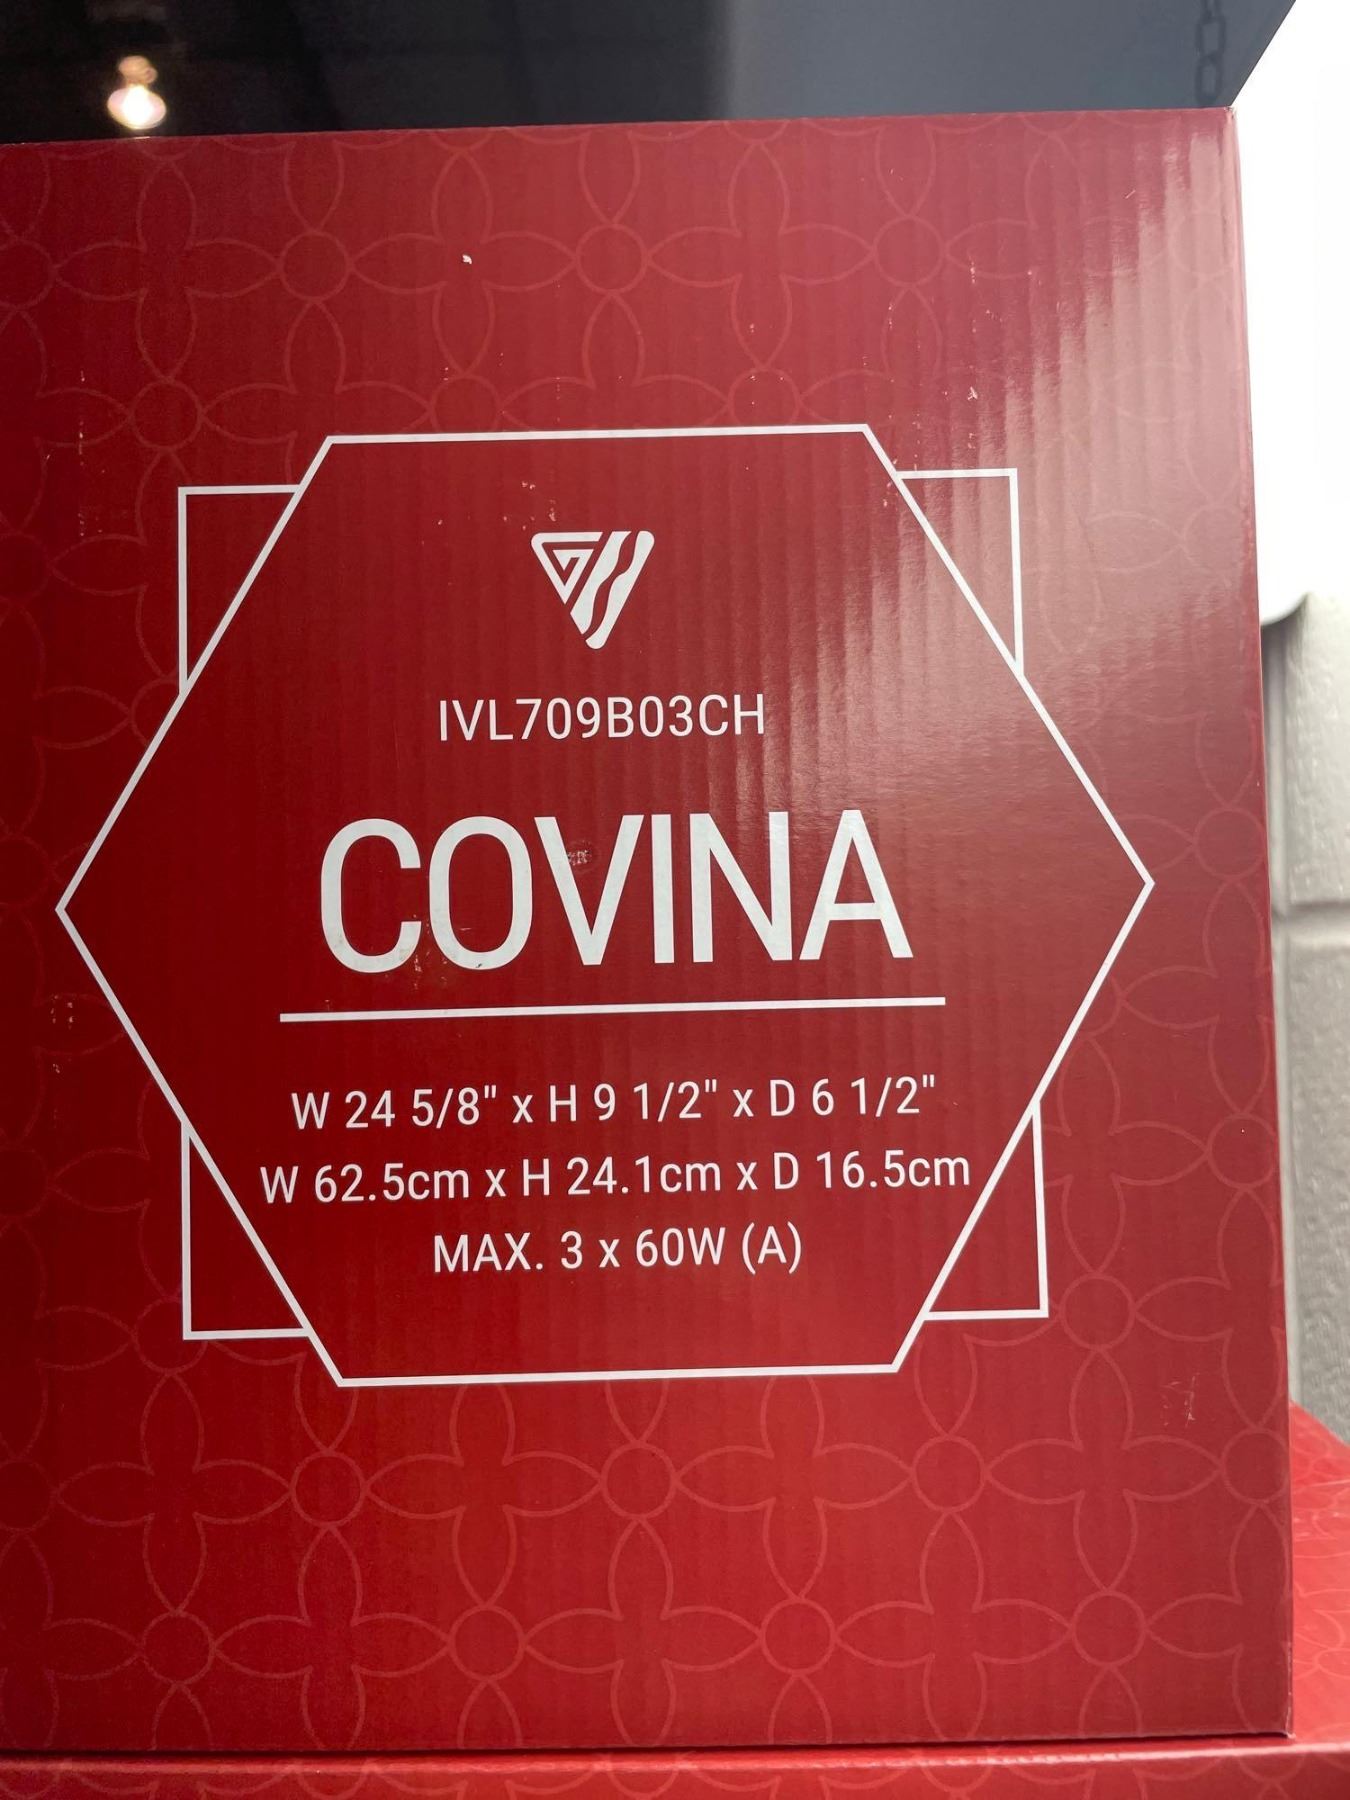 IVL709B03CH
COVINA
W 24 5/8" x H 9 1/2" x D 6 1/2"
W 62.5cm x H 24.1cm x D 16.5cm
MAX. 3 x 60W (A)